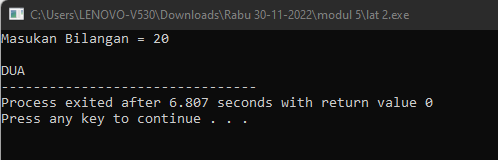 C:\Users\LENOVO-V530\Downloads\Rabu 30-11-2022\modul 5\lat 2.exe
Masukan Bilangan = 20
DUA
--------------------------------
Process exited after 6.807 seconds with return value 0
Press any key to continue . . .